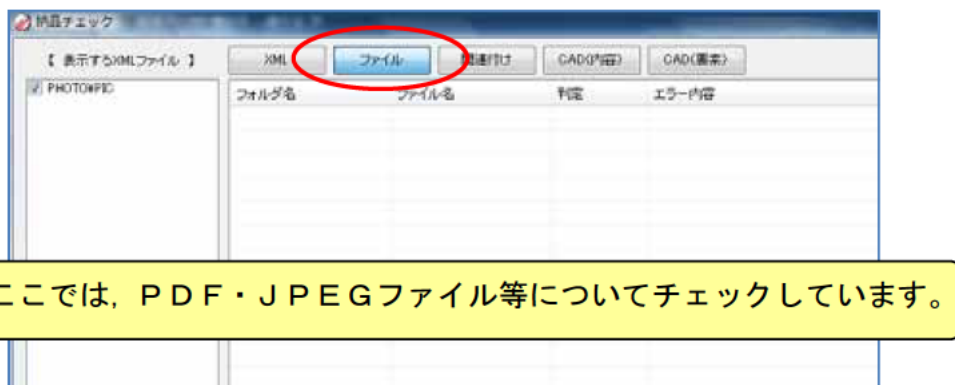 納品チェック
【 表示するXMLファイル 】
XML
ファイル
関連付け
CAD(内容)
CAD(要素)
PHOTO¥PIC
フォルダ名
ファイル名
判定
エラー内容
ここでは，ＰＤＦ・ＪＰＥＧファイル等についてチェックしています。